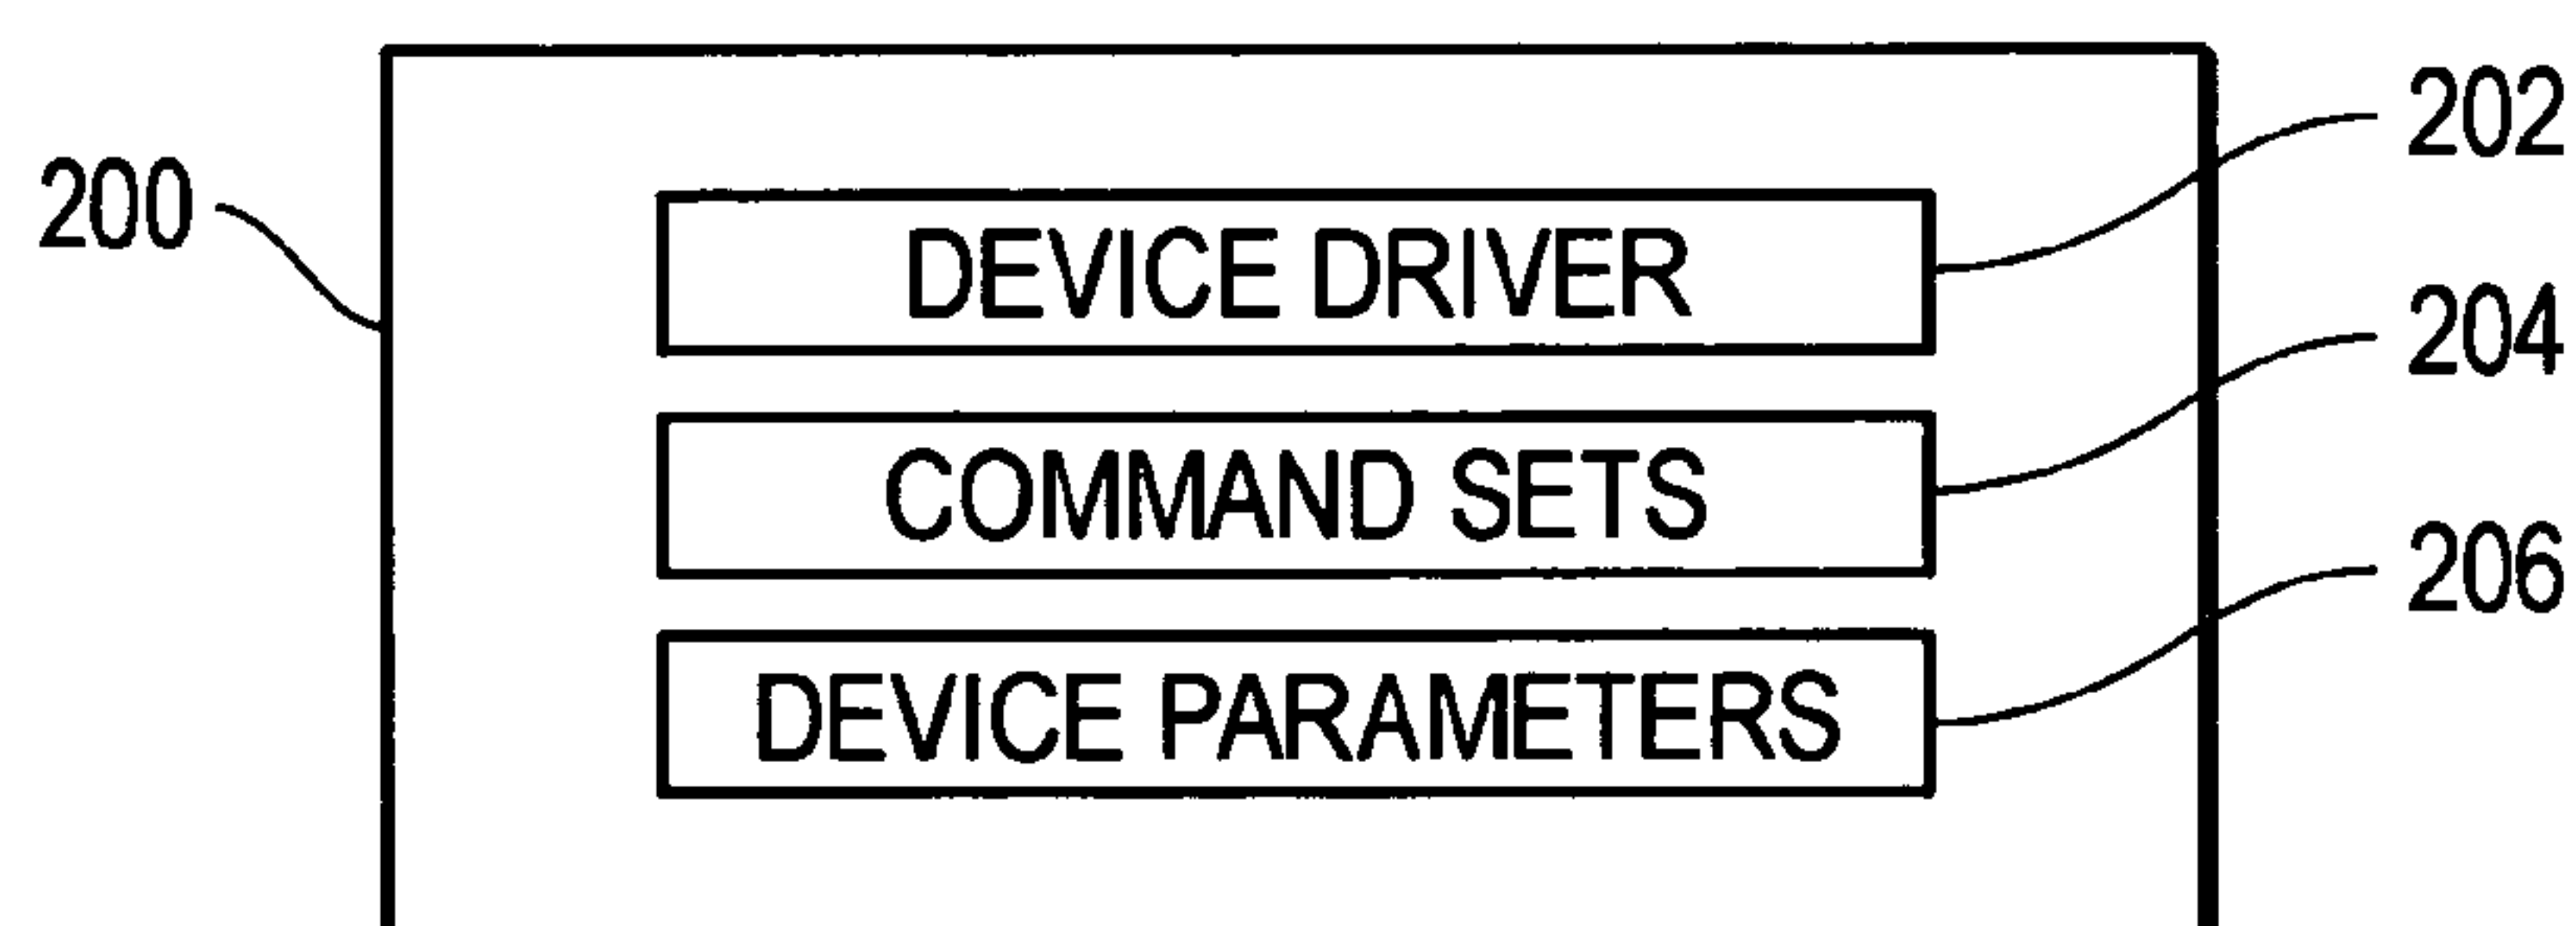 202
200
DEVICE DRIVER
204
COMMAND SETS
206
DEVICE PARAMETERS